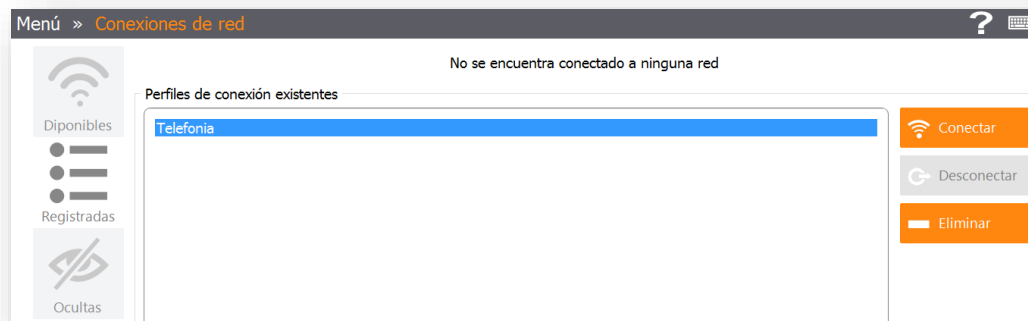 Menú » Conexiones de red ?
No se encuentra conectado a ninguna red
Perfiles de conexión existentes
Diponibles
Telefonia
Conectar
Desconectar
Registradas
Eliminar
Ocultas